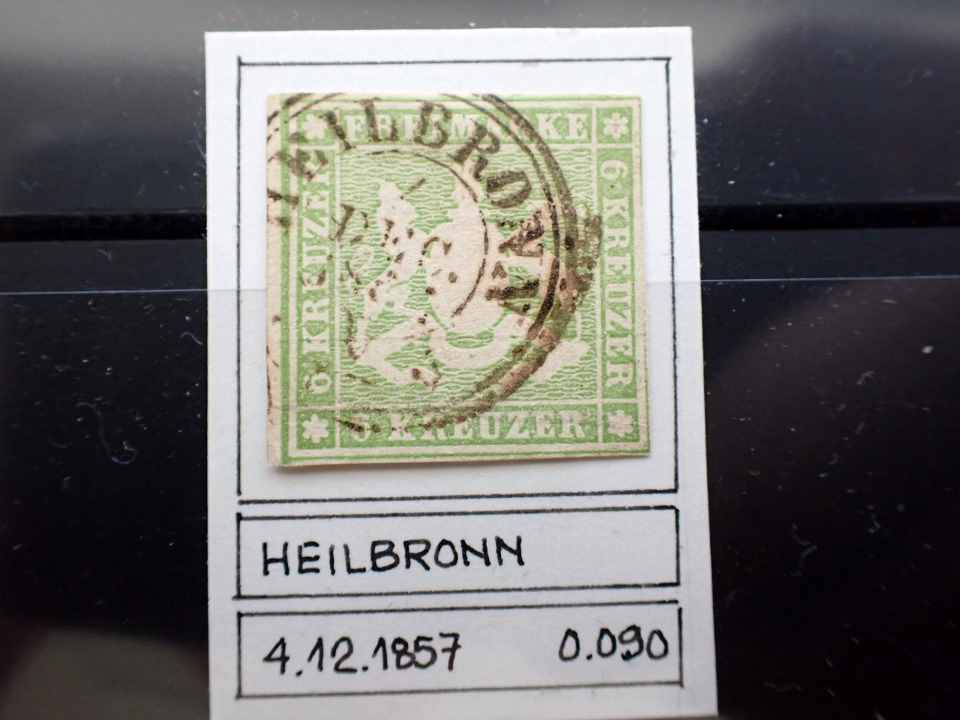 HEILBRONN
FREIMARKE
6 KREUZER
6 KREUZER
6 KREUZER
HEILBRONN
4.12.1857 0.090